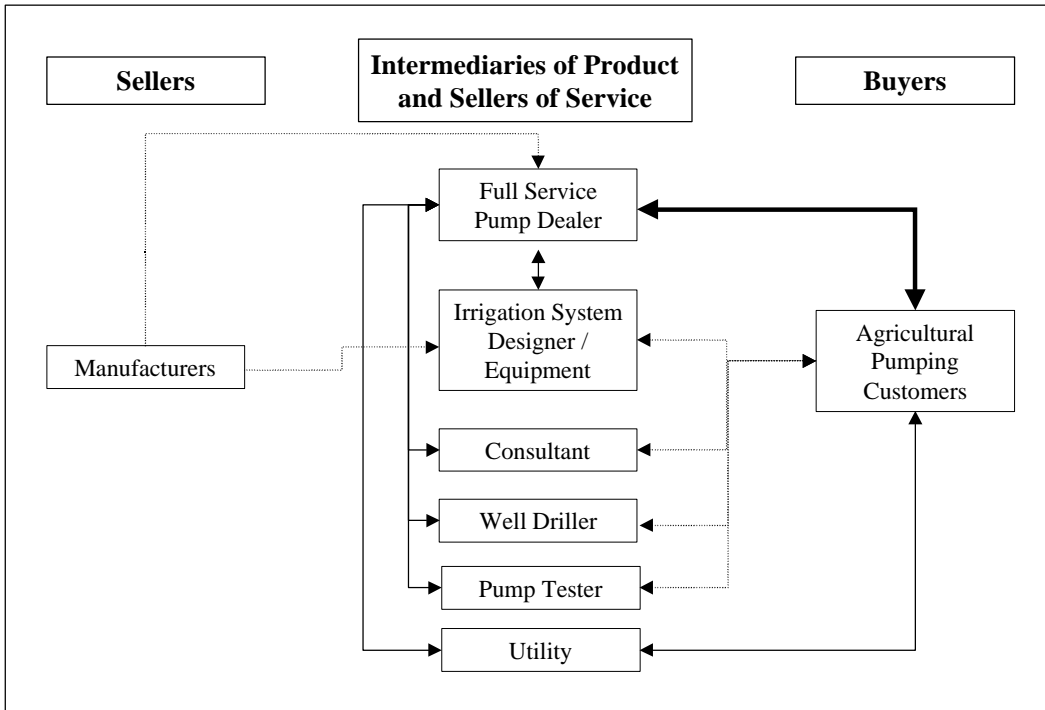 Sellers
Intermediaries of Product
and Sellers of Service
Buyers
Full Service
Pump Dealer
Irrigation System
Designer /
Equipment
Manufacturers
Agricultural
Pumping
Customers
Consultant
Well Driller
Pump Tester
Utility